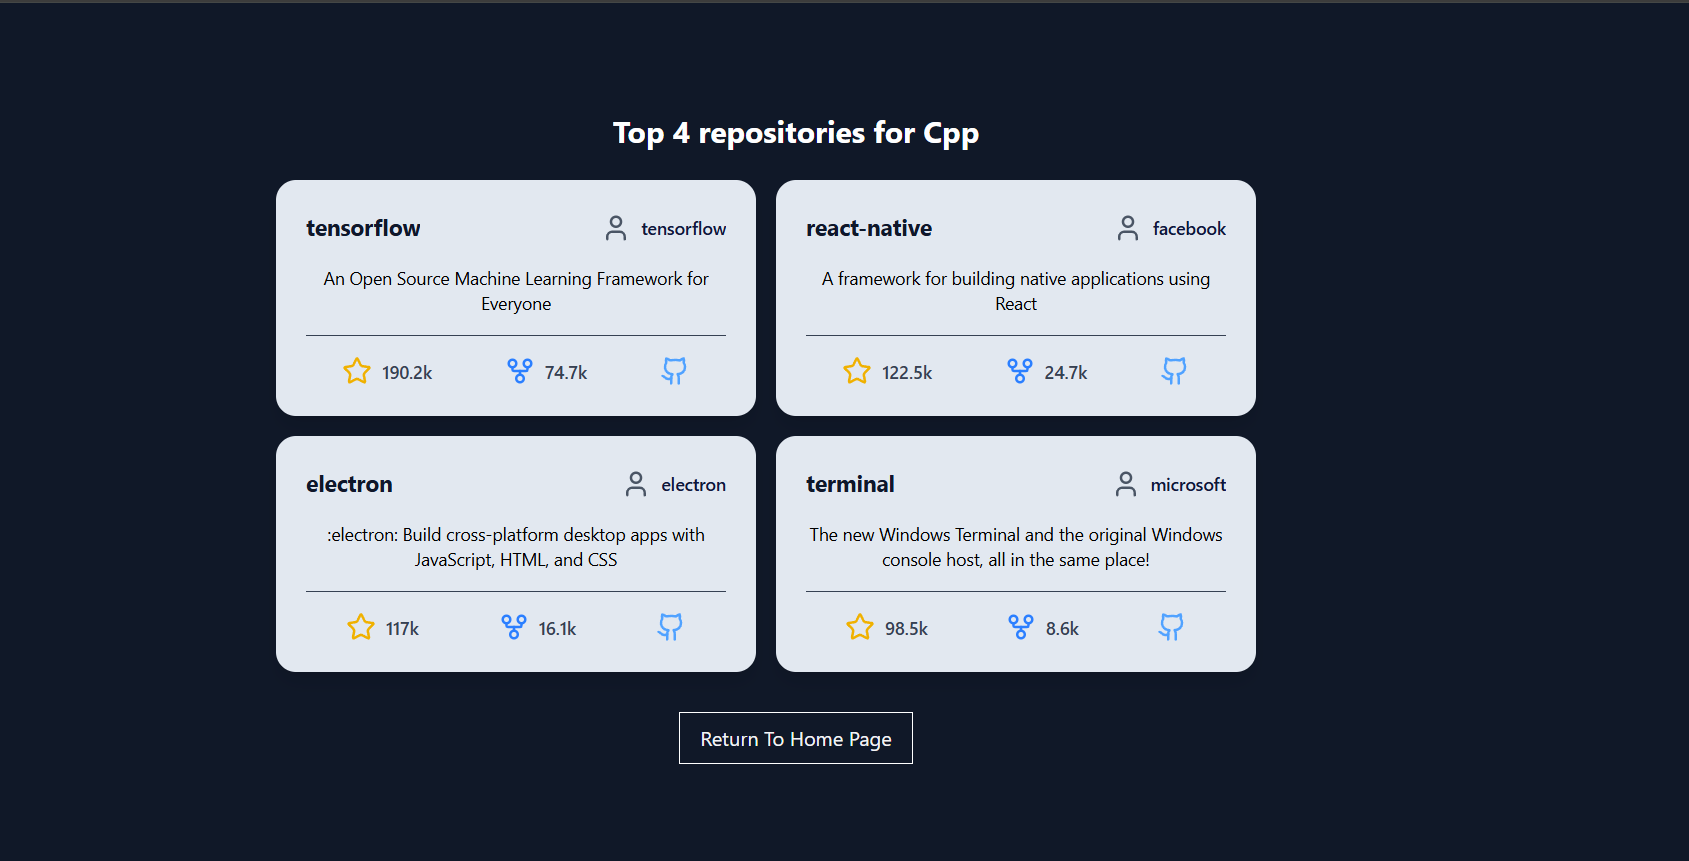 Top 4 repositories for Cpp
tensorflow
tensorflow
An Open Source Machine Learning Framework for
Everyone
190.2k
74.7k
react-native
facebook
A framework for building native applications using
React
122.5k
24.7k
electron
electron
:electron: Build cross-platform desktop apps with
JavaScript, HTML, and CSS
117k
16.1k
terminal
microsoft
The new Windows Terminal and the original Windows
console host, all in the same place!
98.5k
8.6k
Return To Home Page